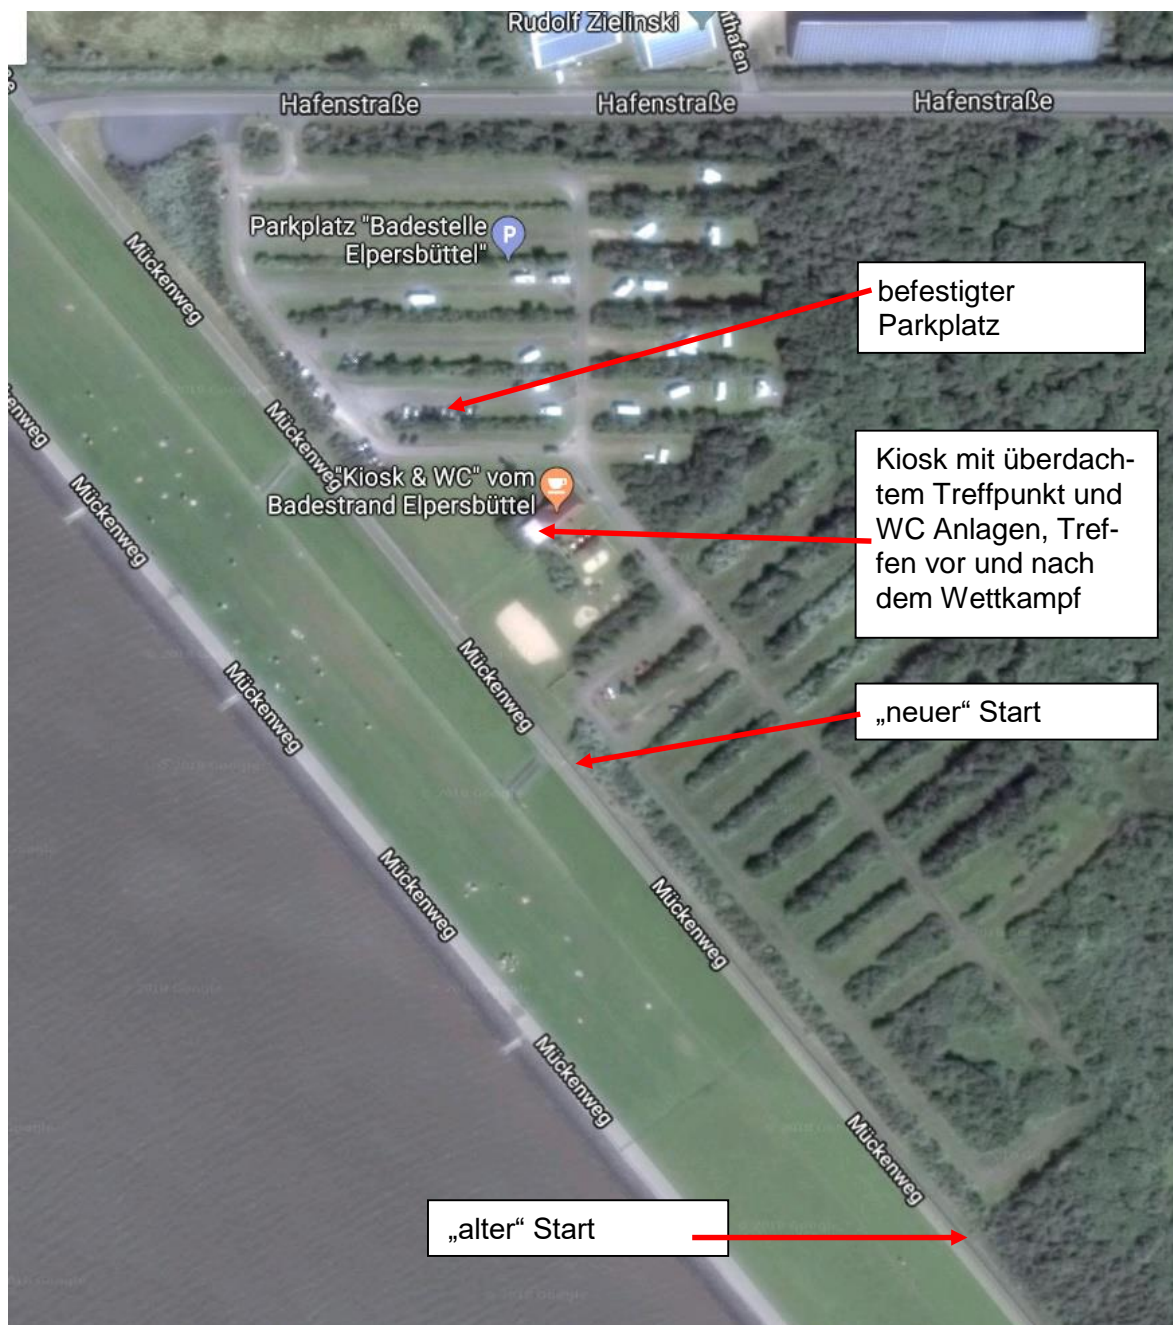 Rudolf Zielinski
thafen
Hafenstraße
Hafenstraße
Hafenstraße
Parkplatz "Badestelle
Elpersbüttel"
P
Mückenweg
befestigter
Parkplatz
ckenweg
Mückenweg
Mückenweg
"Kiosk & WC" vom
Badestrand Elpersbüttel
Kiosk mit überdach-
tem Treffpunkt und
WC Anlagen, Tref-
fen vor und nach
dem Wettkampf
Mückenweg
Mückenweg
„neuer“ Start
Mückenweg
Mückenweg
Mückenweg
Mückenweg
„alter“ Start